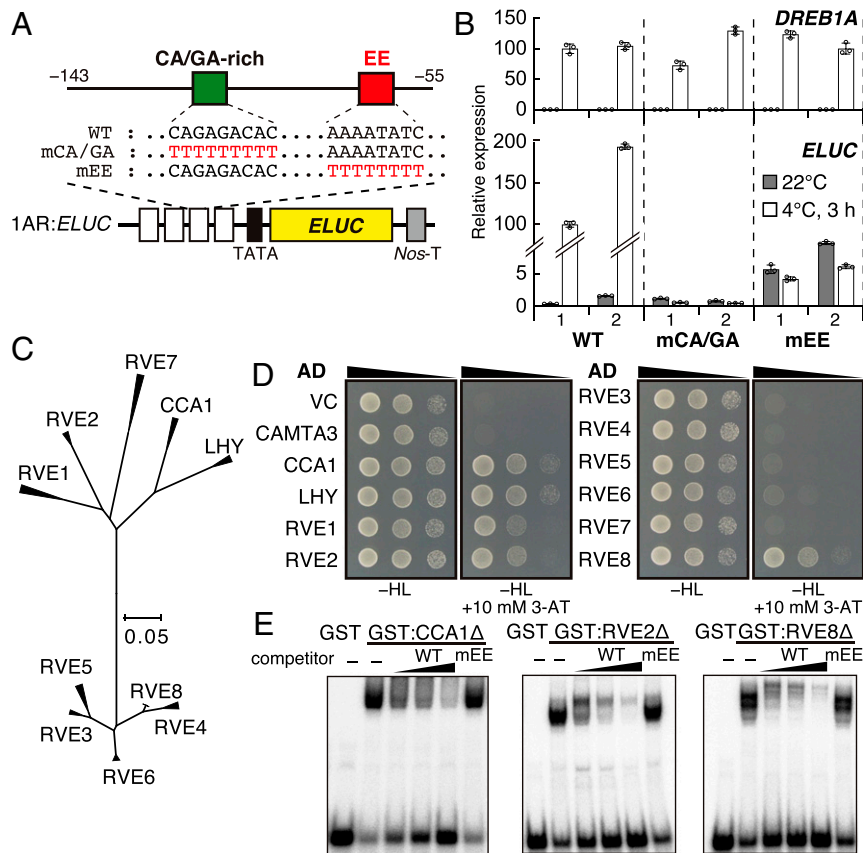 A
−143
CA/GA-rich
EE
−55
WT : ..CAGAGACAC....AAAATATC..
mCA/GA : ..TTTTTTTTT....AAAATATC..
mEE : ..CAGAGACAC....TTTTTTTT..
1AR:ELUC
ELUC
TATA
Nos-T
B
DREB1A
150
100
50
0
Relative expression
ELUC
200
100
5
0
22°C
4°C, 3 h
1 2 1 2 1 2
WT mCA/GA mEE
C
RVE7
RVE2
CCA1
LHY
RVE1
0.05
RVE5
RVE8
RVE3
RVE4
RVE6
D
AD
VC
CAMTA3
CCA1
LHY
RVE1
RVE2
−HL
−HL
+10 mM 3-AT
AD
RVE3
RVE4
RVE5
RVE6
RVE7
RVE8
−HL
−HL
+10 mM 3-AT
E
GST GST:CCA1Δ GST GST:RVE2Δ GST GST:RVE8Δ
competitor − − WT mEE − − WT mEE − − WT mEE